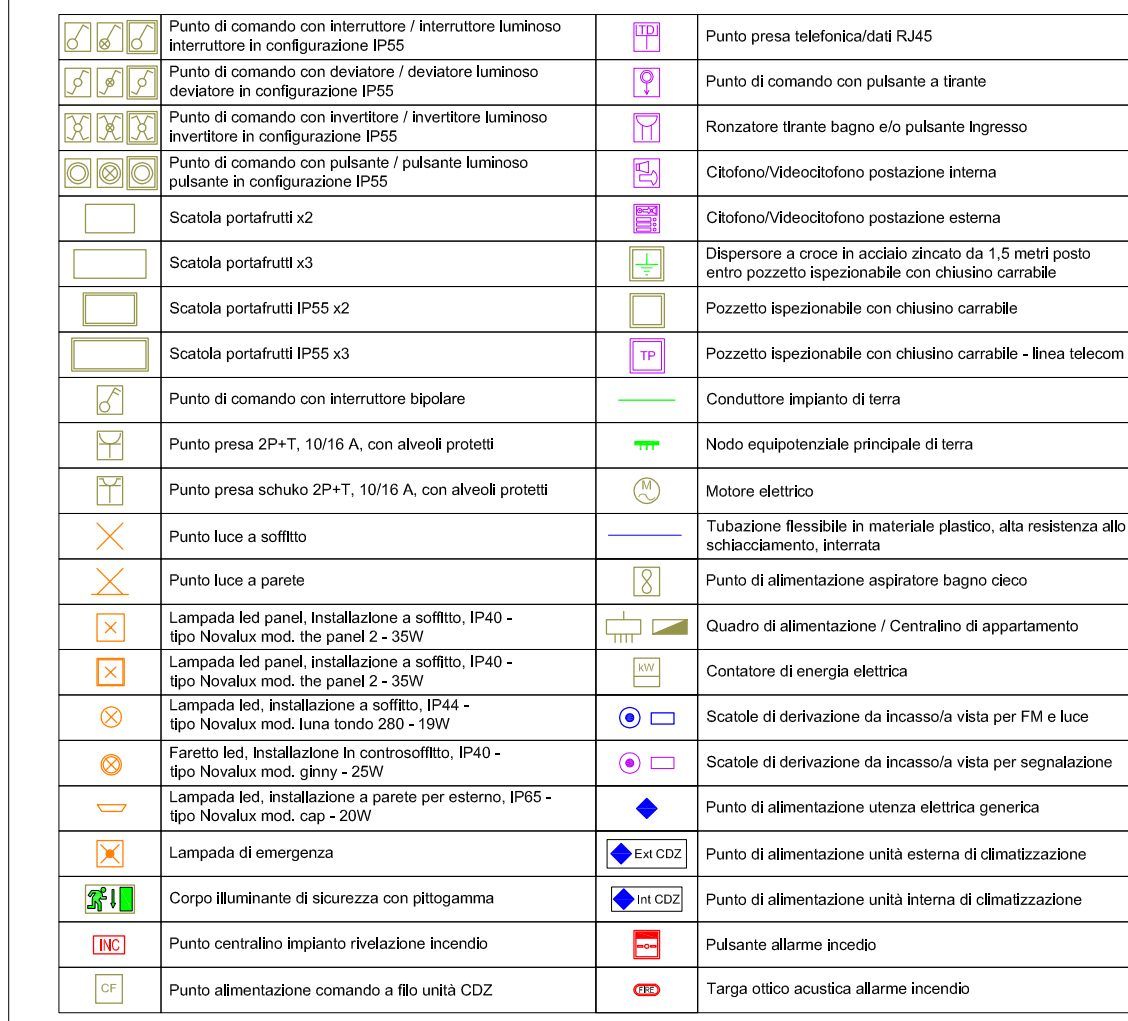 Punto di comando con interruttore / interruttore luminoso
interruttore in configurazione IP55
Punto di comando con deviatore / deviatore luminoso
deviatore in configurazione IP55
Punto di comando con invertitore / invertitore luminoso
invertitore in configurazione IP55
Punto di comando con pulsante / pulsante luminoso
pulsante in configurazione IP55
Scatola portafrutti x2
Scatola portafrutti x3
Scatola portafrutti IP55 x2
Scatola portafrutti IP55 x3
Punto di comando con interruttore bipolare
Punto presa 2P+T, 10/16 A, con alveoli protetti
Punto presa schuko 2P+T, 10/16 A, con alveoli protetti
Punto luce a soffitto
Punto luce a parete
Lampada led panel, installazione a soffitto, IP40 -
tipo Novalux mod. the panel 2 - 35W
Lampada led panel, installazione a soffitto, IP40 -
tipo Novalux mod. the panel 2 - 35W
Lampada led, installazione a soffitto, IP44 -
tipo Novalux mod. luna tondo 280 - 19W
Faretto led, installazione in controsoffitto, IP40 -
tipo Novalux mod. ginny - 25W
Lampada led, installazione a parete per esterno, IP65 -
tipo Novalux mod. cap - 20W
Lampada di emergenza
Corpo illuminante di sicurezza con pittogamma
INC
Punto centralino impianto rivelazione incendio
CF
Punto alimentazione comando a filo unità CDZ
TD
Punto presa telefonica/dati RJ45
Punto di comando con pulsante a tirante
Ronzatore tirante bagno e/o pulsante ingresso
Citofono/Videocitofono postazione interna
Citofono/Videocitofono postazione esterna
Dispersore a croce in acciaio zincato da 1,5 metri posto
entro pozzetto ispezionabile con chiusino carrabile
Pozzetto ispezionabile con chiusino carrabile
TP
Pozzetto ispezionabile con chiusino carrabile - linea telecom
Conduttore impianto di terra
Nodo equipotenziale principale di terra
M
Motore elettrico
Tubazione flessibile in materiale plastico, alta resistenza allo
schiacciamento, interrata
Punto di alimentazione aspiratore bagno cieco
Quadro di alimentazione / Centralino di appartamento
kW
Contatore di energia elettrica
Scatole di derivazione da incasso/a vista per FM e luce
Scatole di derivazione da incasso/a vista per segnalazione
Punto di alimentazione utenza elettrica generica
Ext CDZ
Punto di alimentazione unità esterna di climatizzazione
Int CDZ
Punto di alimentazione unità interna di climatizzazione
Pulsante allarme incedio
FIRE
Targa ottico acustica allarme incendio